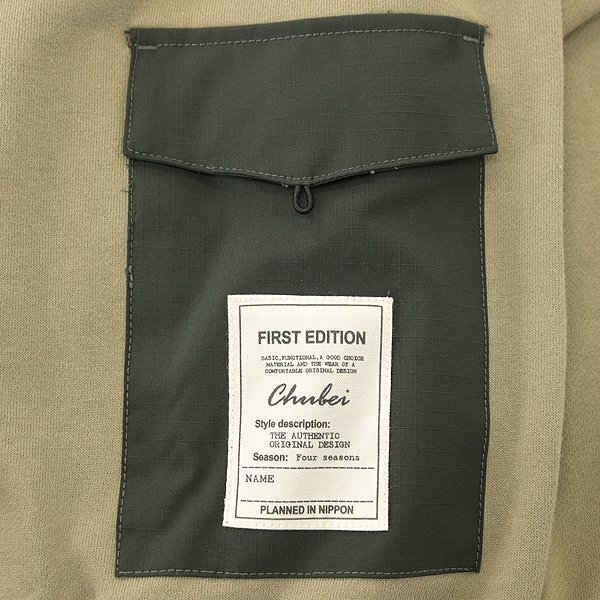 FIRST EDITION
BASIC,FUNCTIONAL,A GOOD CHOICE
MATERIAL AND THE WEAR OF A
COMFORTABLE ORIGINAL DESIGN
Chubei
Style description:
THE AUTHENTIC
ORIGINAL DESIGN
Season: Four seasons
NAME
PLANNED IN NIPPON